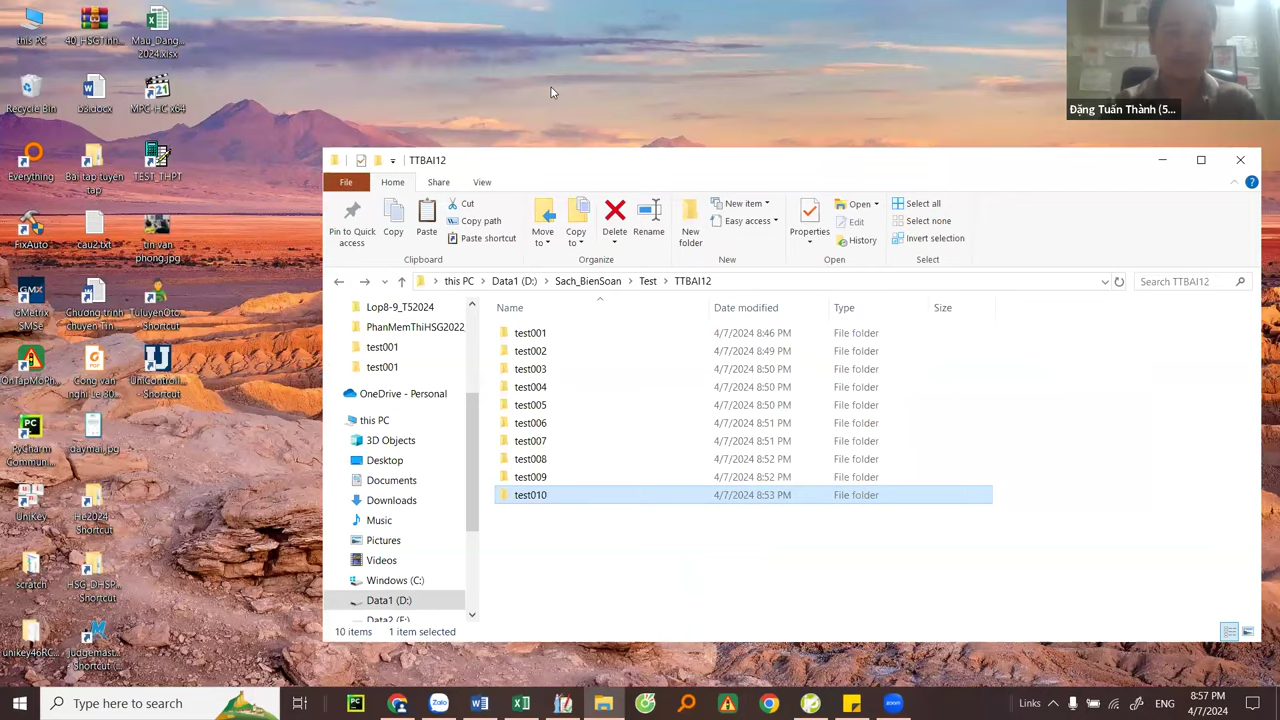 this PC
40_HSGTinh...
Mau_Dang...
2024.xlsx
Recycle Bin
b3.docx
MPC-HC x64
Everything
Bai tap tuyen
tap
TEST_THPT
FixAuto
cau2.txt
tin van
phong.jpg
GMetrix
SMSe
Chương trình
chuyên Tin...
TuluyenOto...
- Shortcut
OnTapMoPh...
Cong van
nghi Le 30...
UniControll...
- Shortcut
PyCharm
Commun...
daymai.jpg
UniKey
He2024 -
Shortcut
scratch
HSG_DHSP...
- Shortcut
unikey46RC...
judgemast...
Shortcut (...
Đặng Tuấn Thành (5...
TTBAI12
File
Home
Share
View
Pin to Quick
access
Copy
Paste
Cut
Copy path
Paste shortcut
Clipboard
Move
to
Copy
to
Delete
Rename
Organize
New
folder
New item
Easy access
New
Properties
Open
Edit
History
Open
Select all
Select none
Invert selection
Select
this PC
Data1 (D:)
Sach_BienSoan
Test
TTBAI12
Search TTBAI12
Lop8-9_T52024
PhanMemThiHSG2022
test001
test001
OneDrive - Personal
this PC
3D Objects
Desktop
Documents
Downloads
Music
Pictures
Videos
Windows (C:)
Data1 (D:)
Data2 (E:)
Name Date modified Type Size
test001 4/7/2024 8:46 PM File folder
test002 4/7/2024 8:49 PM File folder
test003 4/7/2024 8:50 PM File folder
test004 4/7/2024 8:50 PM File folder
test005 4/7/2024 8:50 PM File folder
test006 4/7/2024 8:51 PM File folder
test007 4/7/2024 8:51 PM File folder
test008 4/7/2024 8:52 PM File folder
test009 4/7/2024 8:52 PM File folder
test010 4/7/2024 8:53 PM File folder
10 items 1 item selected
Type here to search
Links
ENG
8:57 PM
4/7/2024